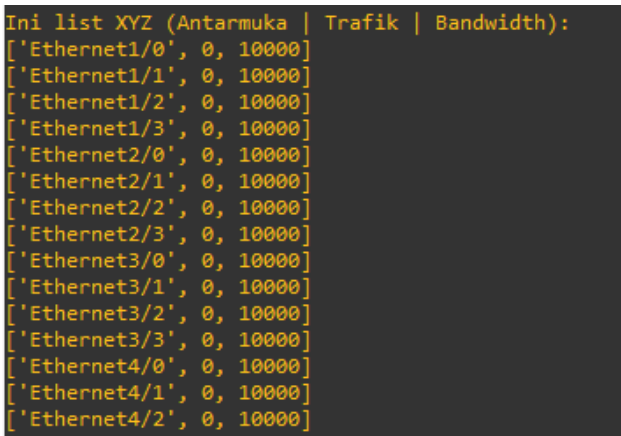 Ini list XYZ (Antarmuka | Trafik | Bandwidth):
['Ethernet1/0', 0, 10000]
['Ethernet1/1', 0, 10000]
['Ethernet1/2', 0, 10000]
['Ethernet1/3', 0, 10000]
['Ethernet2/0', 0, 10000]
['Ethernet2/1', 0, 10000]
['Ethernet2/2', 0, 10000]
['Ethernet2/3', 0, 10000]
['Ethernet3/0', 0, 10000]
['Ethernet3/1', 0, 10000]
['Ethernet3/2', 0, 10000]
['Ethernet3/3', 0, 10000]
['Ethernet4/0', 0, 10000]
['Ethernet4/1', 0, 10000]
['Ethernet4/2', 0, 10000]